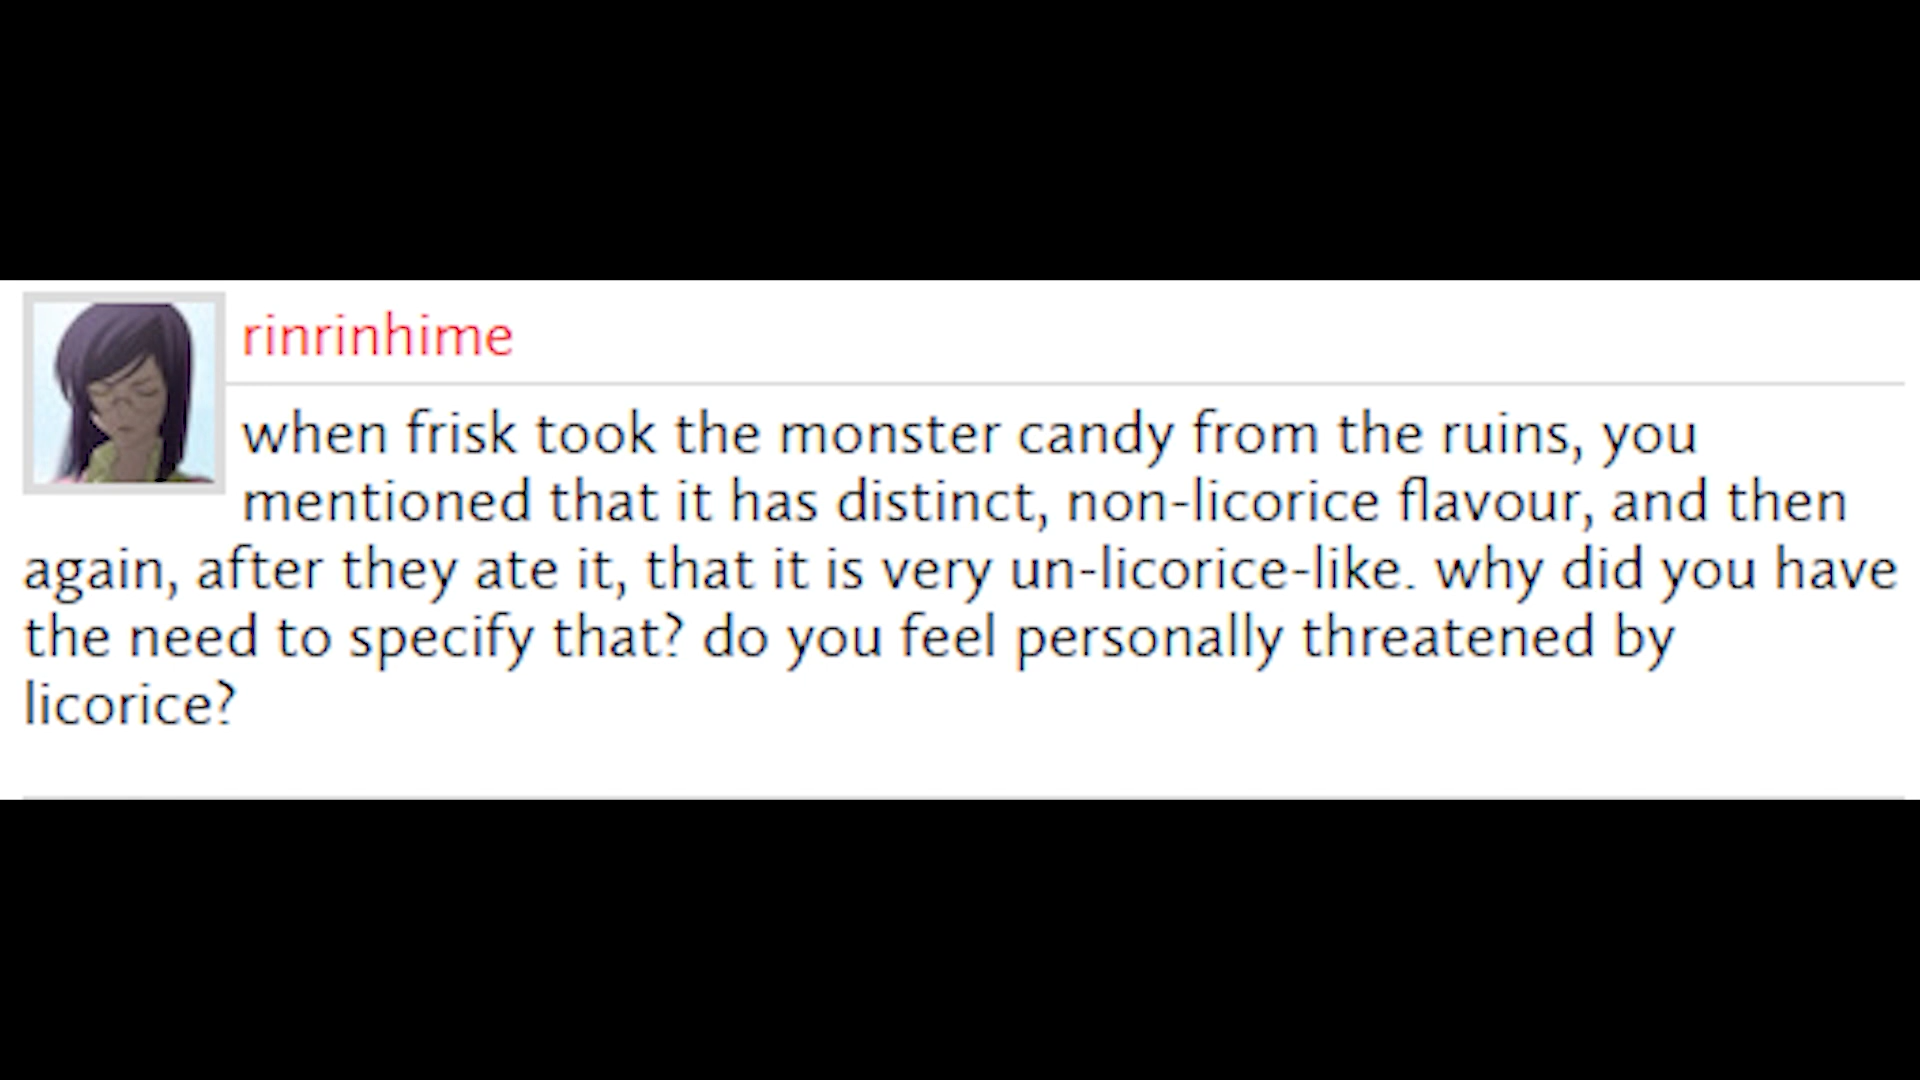 rinrinhime
when frisk took the monster candy from the ruins, you
mentioned that it has distinct, non-licorice flavour, and then
again, after they ate it, that it is very un-licorice-like. why did you have
the need to specify that? do you feel personally threatened by
licorice?